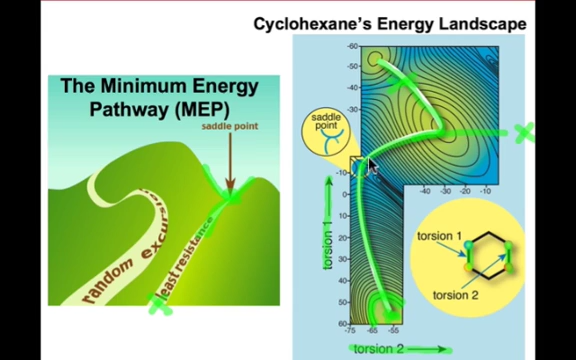 Cyclohexane's Energy Landscape
The Minimum Energy
Pathway (MEP)
saddle point
random excursion
least resistance
saddle
point
-60
-50
-40
-30
-10
0
10
20
30
40
50
60
-40 -30 -10
-75 -65 -55
torsion 1
torsion 2
torsion 1
torsion 2